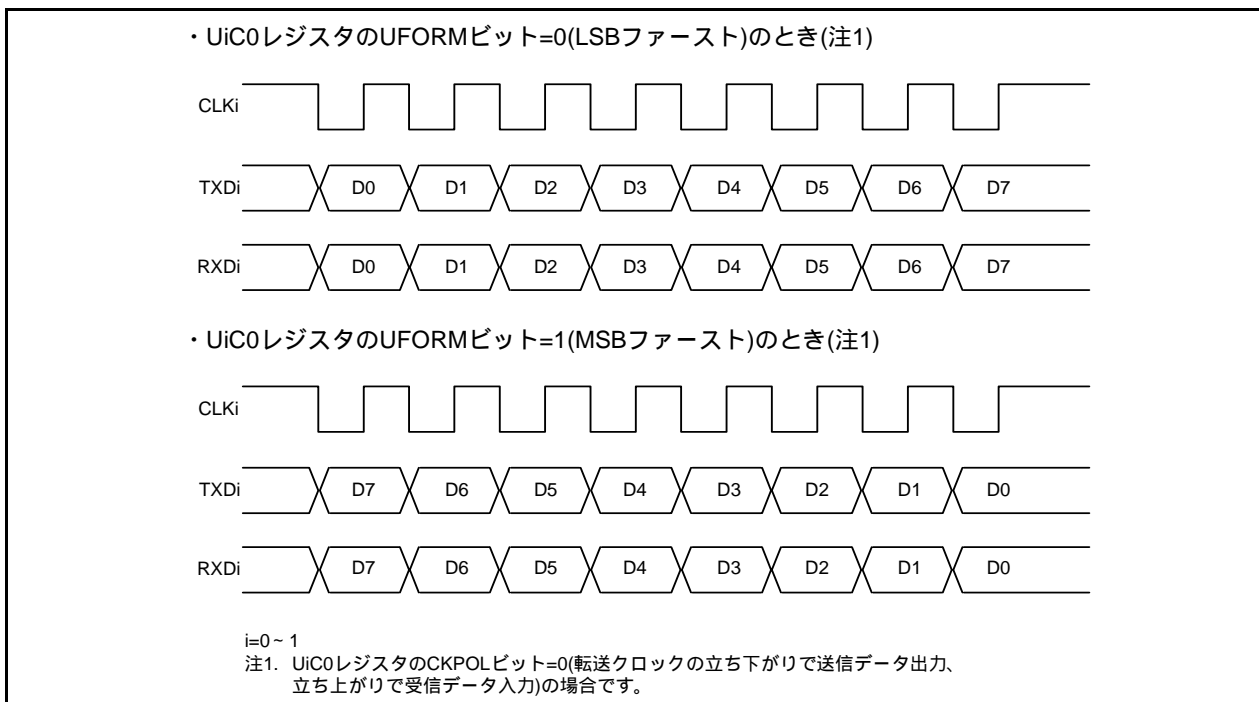 ・UiC0レジスタのUFORMビット=0(LSBファースト)のとき(注1)
CLKi
TXDi D0 D1 D2 D3 D4 D5 D6 D7
RXDi D0 D1 D2 D3 D4 D5 D6 D7
・UiC0レジスタのUFORMビット=1(MSBファースト)のとき(注1)
CLKi
TXDi D7 D6 D5 D4 D3 D2 D1 D0
RXDi D7 D6 D5 D4 D3 D2 D1 D0
i=0~1
注1. UiC0レジスタのCKPOLビット=0(転送クロックの立ち下がりで送信データ出力、
立ち上がりで受信データ入力)の場合です。